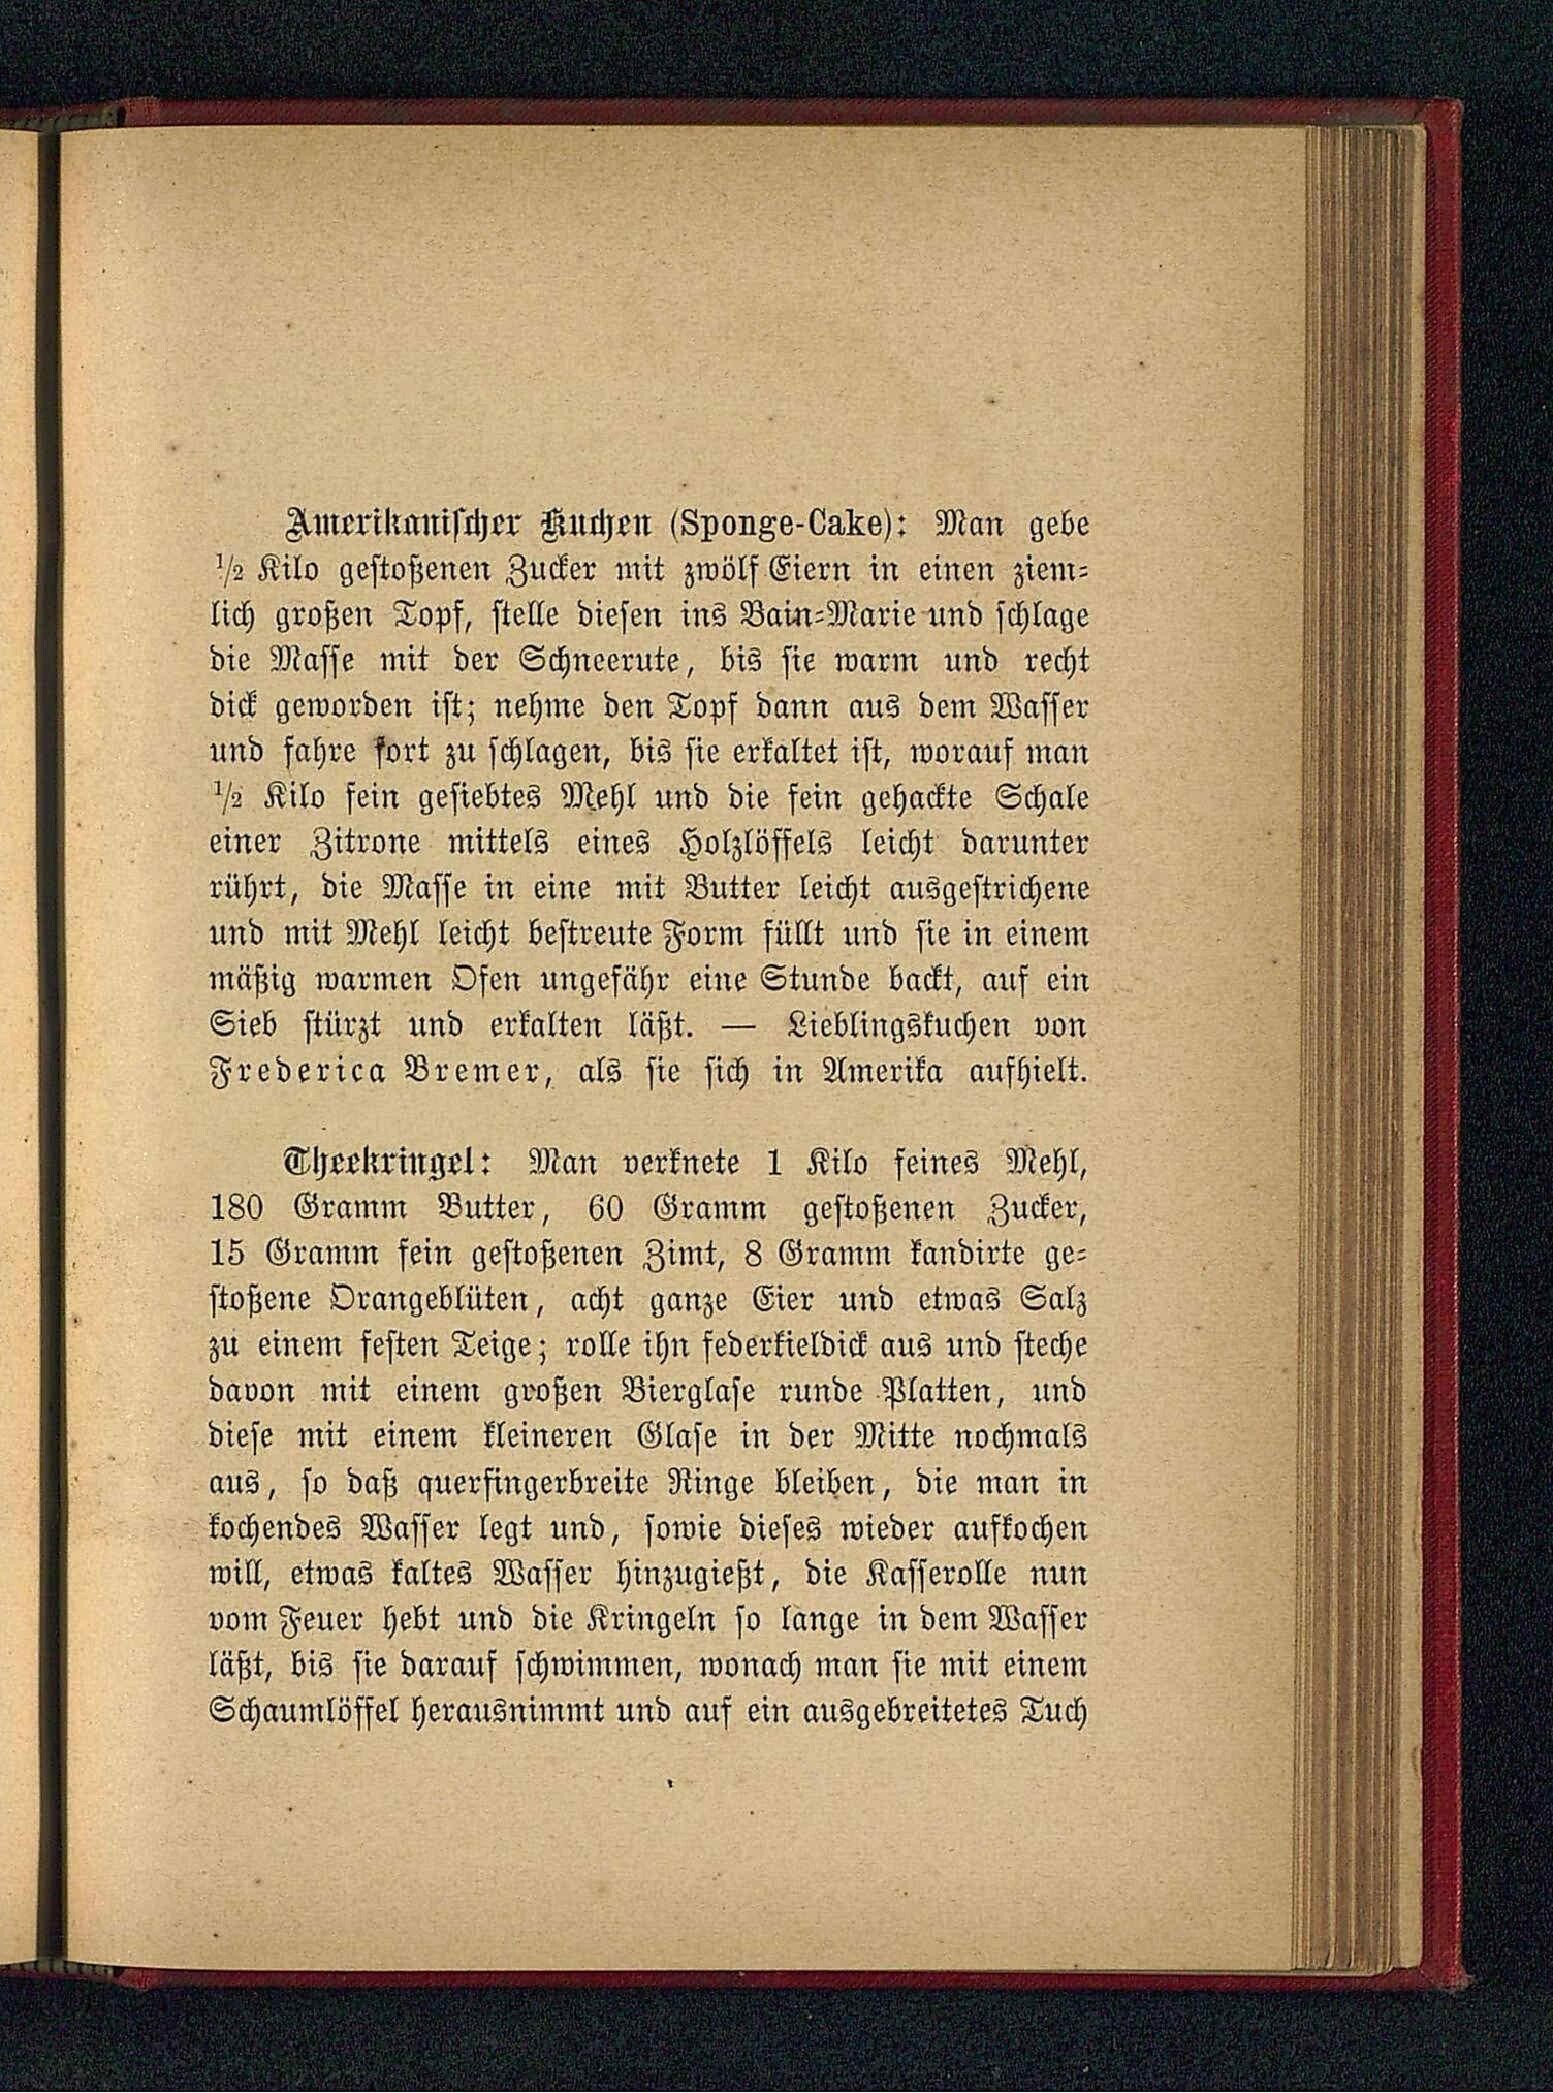 Amerikanischer Kuchen (Sponge-Cake): Man gebe
½ Kilo gestoßenen Zucker mit zwölf Eiern in einen ziem-
lich großen Topf, stelle diesen ins Bain-Marie und schlage
die Masse mit der Schneerute, bis sie warm und recht
dick geworden ist; nehme den Topf dann aus dem Wasser
und fahre fort zu schlagen, bis sie erkaltet ist, worauf man
½ Kilo fein gesiebtes Mehl und die fein gehackte Schale
einer Zitrone mittels eines Holzlöffels leicht darunter
rührt, die Masse in eine mit Butter leicht ausgestrichene
und mit Mehl leicht bestreute Form füllt und sie in einem
mäßig warmen Ofen ungefähr eine Stunde backt, auf ein
Sieb stürzt und erkalten läßt. — Lieblingskuchen von
Frederica Bremer, als sie sich in Amerika aufhielt.
Theekringel: Man verknete 1 Kilo feines Mehl,
180 Gramm Butter, 60 Gramm gestoßenen Zucker,
15 Gramm fein gestoßenen Zimt, 8 Gramm kandirte ge-
stoßene Orangeblüten, acht ganze Eier und etwas Salz
zu einem festen Teige; rolle ihn federkieldick aus und steche
davon mit einem großen Bierglase runde Platten, und
diese mit einem kleineren Glase in der Mitte nochmals
aus, so daß querfingerbreite Ringe bleiben, die man in
kochendes Wasser legt und, sowie dieses wieder aufkochen
will, etwas kaltes Wasser hinzugießt, die Kasserolle nun
vom Feuer hebt und die Kringeln so lange in dem Wasser
läßt, bis sie darauf schwimmen, wonach man sie mit einem
Schaumlöffel herausnimmt und auf ein ausgebreitetes Tuch